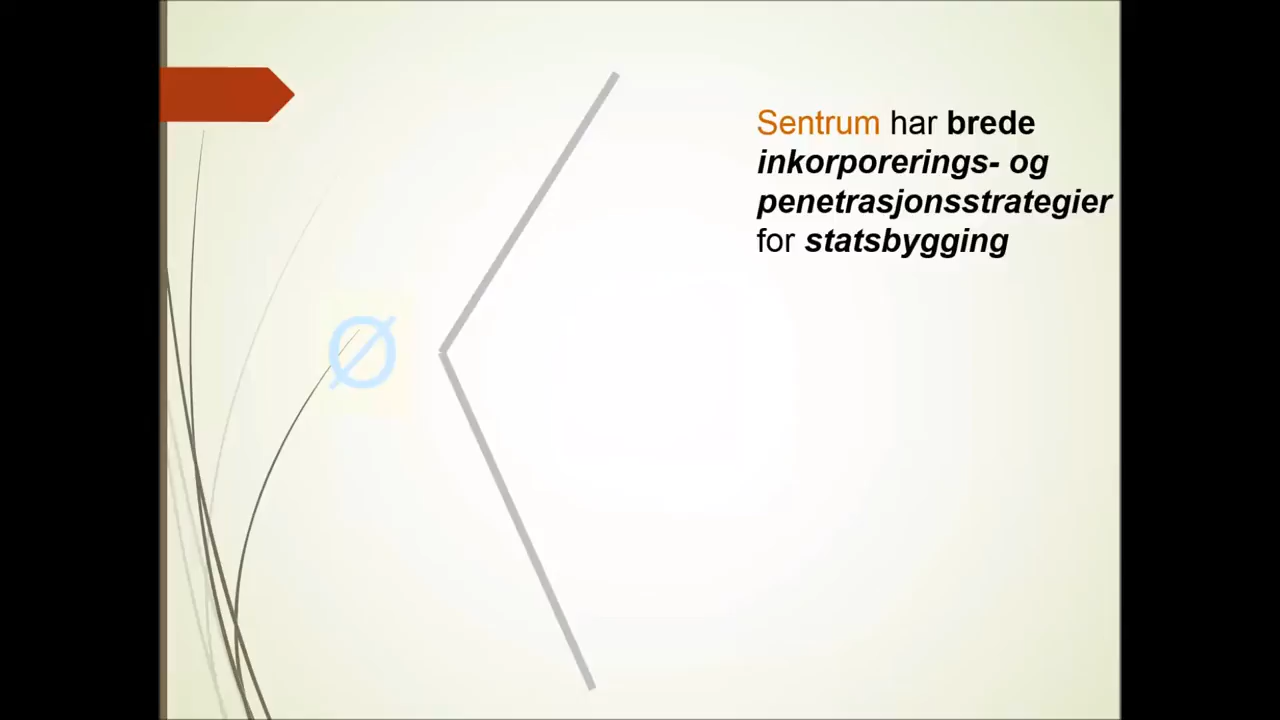 Sentrum har brede
inkorporerings- og
penetrasjonsstrategier
for statsbygging
Ø